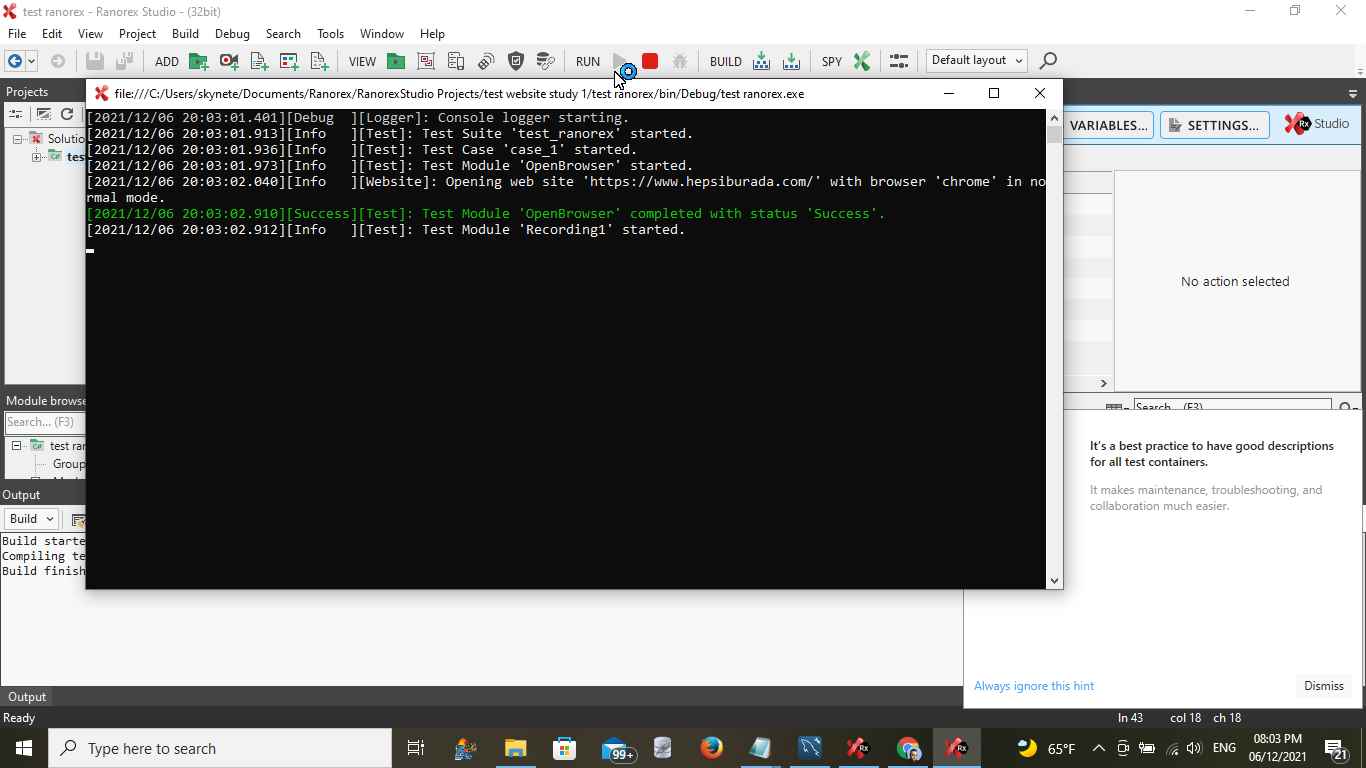 test ranorex - Ranorex Studio - (32bit)
File Edit View Project Build Debug Search Tools Window Help
ADD VIEW RUN BUILD SPY Default layout
Projects
file:///C:/Users/skynete/Documents/Ranorex/RanorexStudio Projects/test website study 1/test ranorex/bin/Debug/test ranorex.exe
[2021/12/06 20:03:01.401][Debug ][Logger]: Console logger starting.
[2021/12/06 20:03:01.913][Info ][Test]: Test Suite 'test_ranorex' started.
[2021/12/06 20:03:01.936][Info ][Test]: Test Case 'case_1' started.
[2021/12/06 20:03:01.973][Info ][Test]: Test Module 'OpenBrowser' started.
[2021/12/06 20:03:02.040][Info ][Website]: Opening web site 'https://www.hepsiburada.com/' with browser 'chrome' in no
rmal mode.
[2021/12/06 20:03:02.910][Success][Test]: Test Module 'OpenBrowser' completed with status 'Success'.
[2021/12/06 20:03:02.912][Info ][Test]: Test Module 'Recording1' started.
VARIABLES... SETTINGS... Studio
Solutio
tes
No action selected
Module browse
Search... (F3)
Search... (F3)
test rar
Group
Output
Build
Build starte
Compiling te
Build finish
It's a best practice to have good descriptions
for all test containers.
It makes maintenance, troubleshooting, and
collaboration much easier.
Always ignore this hint Dismiss
Output
Ready ln 43 col 18 ch 18
Type here to search
99+
65°F ENG
08:03 PM
06/12/2021
21